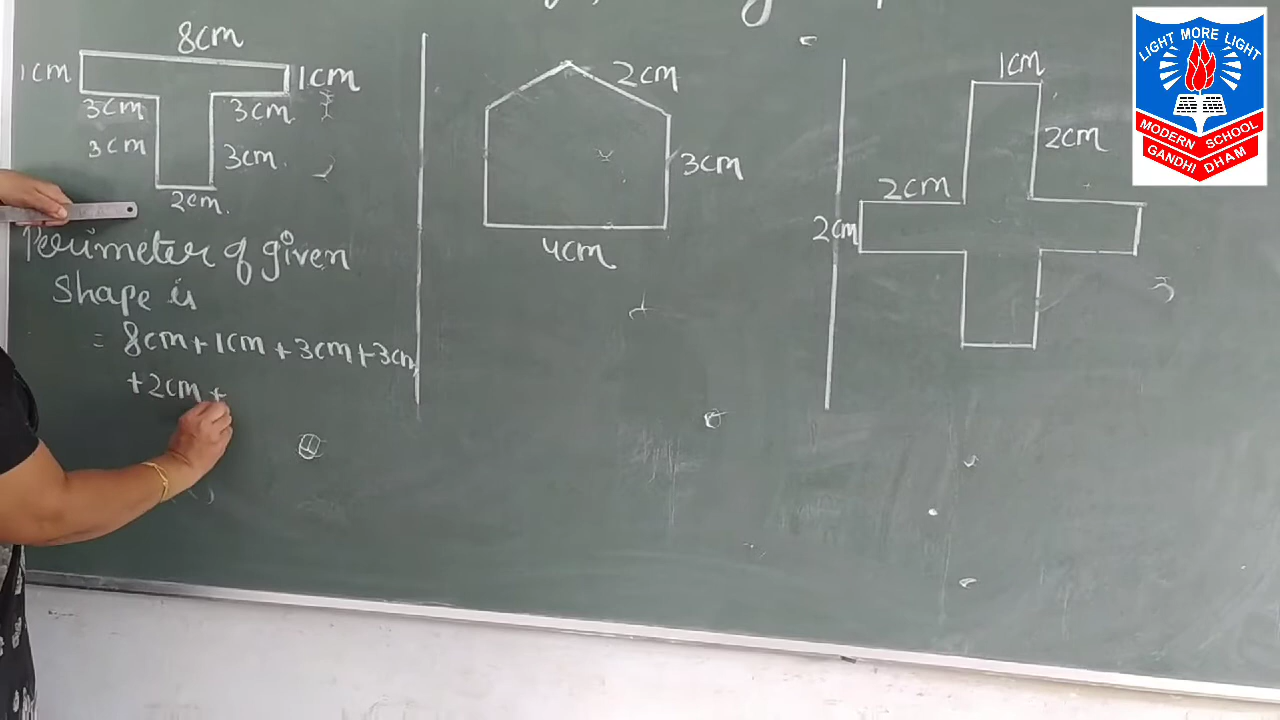 8cm
1cm
1cm
3cm
3cm
3cm
3cm.
2cm.
Perimeter of given
Shape is
= 8cm + 1cm + 3cm + 3cm
+ 2cm +
2cm
3cm
4cm
1cm
2cm
2cm
2cm
LIGHT MORE LIGHT
MODERN SCHOOL
GANDHI DHAM